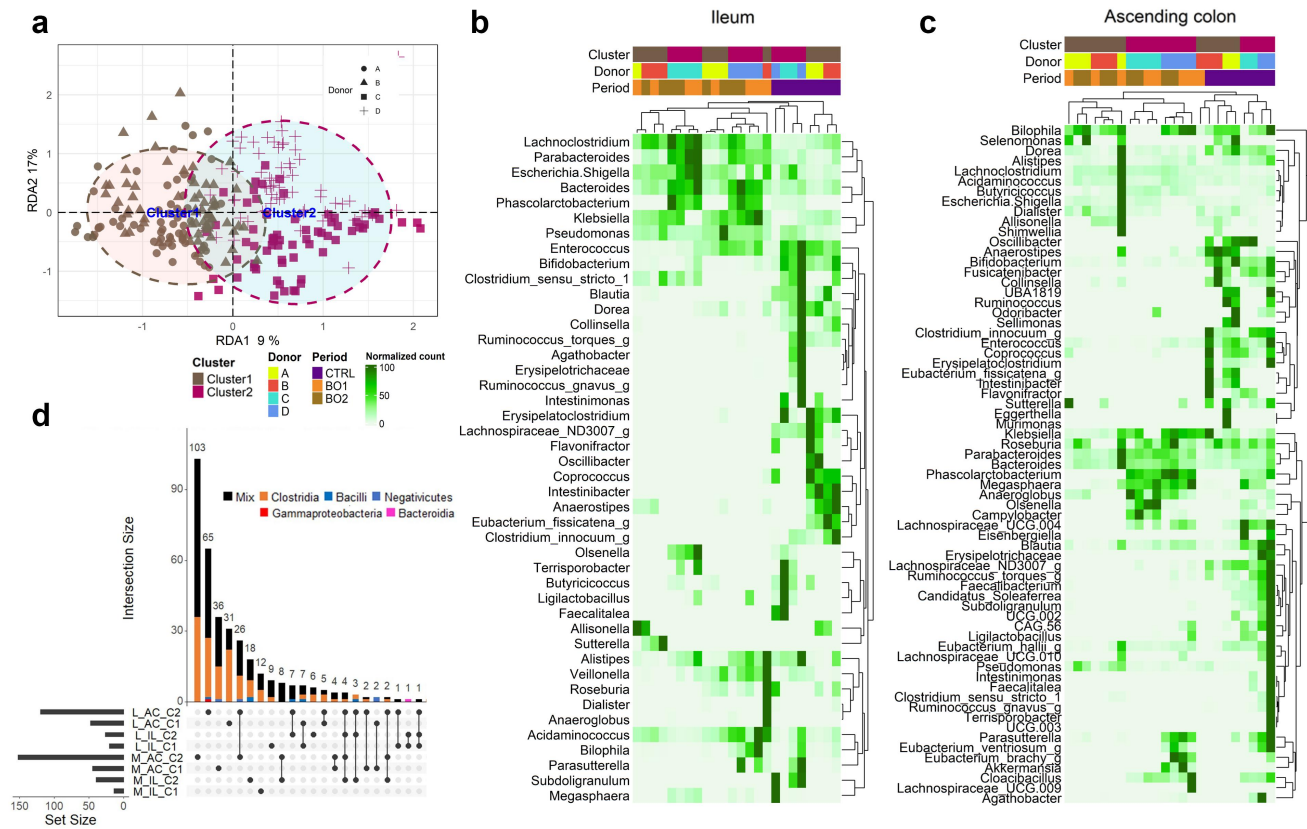 a
Donor
A
B
C
D
Cluster1
Cluster2
RDA2 17%
2
1
0
-1
-1
0
1
2
RDA1 9 %
Cluster
Cluster1
Cluster2
Donor
A
B
C
D
Period
CTRL
BO1
BO2
Normalized count
100
50
0
b
Ileum
Cluster
Donor
Period
Lachnoclostridium
Parabacteroides
Escherichia.Shigella
Bacteroides
Phascolarctobacterium
Klebsiella
Pseudomonas
Enterococcus
Bifidobacterium
Clostridium_sensu_stricto_1
Blautia
Dorea
Collinsella
Ruminococcus_torques_g
Agathobacter
Erysipelotrichaceae
Ruminococcus_gnavus_g
Intestinimonas
Erysipelatoclostridium
Lachnospiraceae_ND3007_g
Flavonifractor
Oscillibacter
Coprococcus
Intestinibacter
Anaerostipes
Eubacterium_fissicatena_g
Clostridium_innocuum_g
Olsenella
Terrisporobacter
Butyricicoccus
Ligilactobacillus
Faecalitalea
Allisonella
Sutterella
Alistipes
Veillonella
Roseburia
Dialister
Anaeroglobus
Acidaminococcus
Bilophila
Parasutterella
Subdoligranulum
Megasphaera
c
Ascending colon
Cluster
Donor
Period
Bilophila
Selenomonas
Dorea
Alistipes
Lachnoclostridium
Acidaminococcus
Butyricicoccus
Escherichia.Shigella
Dialister
Allisonella
Shimwellia
Oscillibacter
Anaerostipes
Bifidobacterium
Fusicatenibacter
Collinsella
UBA1819
Ruminococcus
Odoribacter
Sellimonas
Clostridium_innocuum_g
Enterococcus
Coprococcus
Erysipelatoclostridium
Eubacterium_fissicatena_g
Intestinibacter
Flavonifractor
Sutterella
Eggerthella
Murimonas
Klebsiella
Roseburia
Parabacteroides
Bacteroides
Phascolarctobacterium
Megasphaera
Anaeroglobus
Olsenella
Campylobacter
Lachnospiraceae_UCG.004
Eisenbergiella
Blautia
Erysipelotrichaceae
Lachnospiraceae_ND3007_g
Ruminococcus_torques_g
Faecalibacterium
Candidatus_Soleaferrea
Subdoligranulum
UCG.002
CAG.56
Ligilactobacillus
Eubacterium_hallii_g
Lachnospiraceae_UCG.010
Pseudomonas
Intestinimonas
Faecalitalea
Clostridium_sensu_stricto_1
Ruminococcus_gnavus_g
Terrisporobacter
UCG.003
Parasutterella
Eubacterium_ventriosum_g
Eubacterium_brachy_g
Akkermansia
Cloacibacillus
Lachnospiraceae_UCG.009
Agathobacter
d
Intersection Size
90
60
30
0
103
65
36
31
26
18
12
9
8
7
7
6
5
4
4
3
2
2
2
1
1
1
Mix
Clostridia
Bacilli
Negativicutes
Gammaproteobacteria
Bacteroidia
L_AC_C2
L_AC_C1
L_IL_C2
L_IL_C1
M_AC_C2
M_AC_C1
M_IL_C2
M_IL_C1
150
100
50
0
Set Size